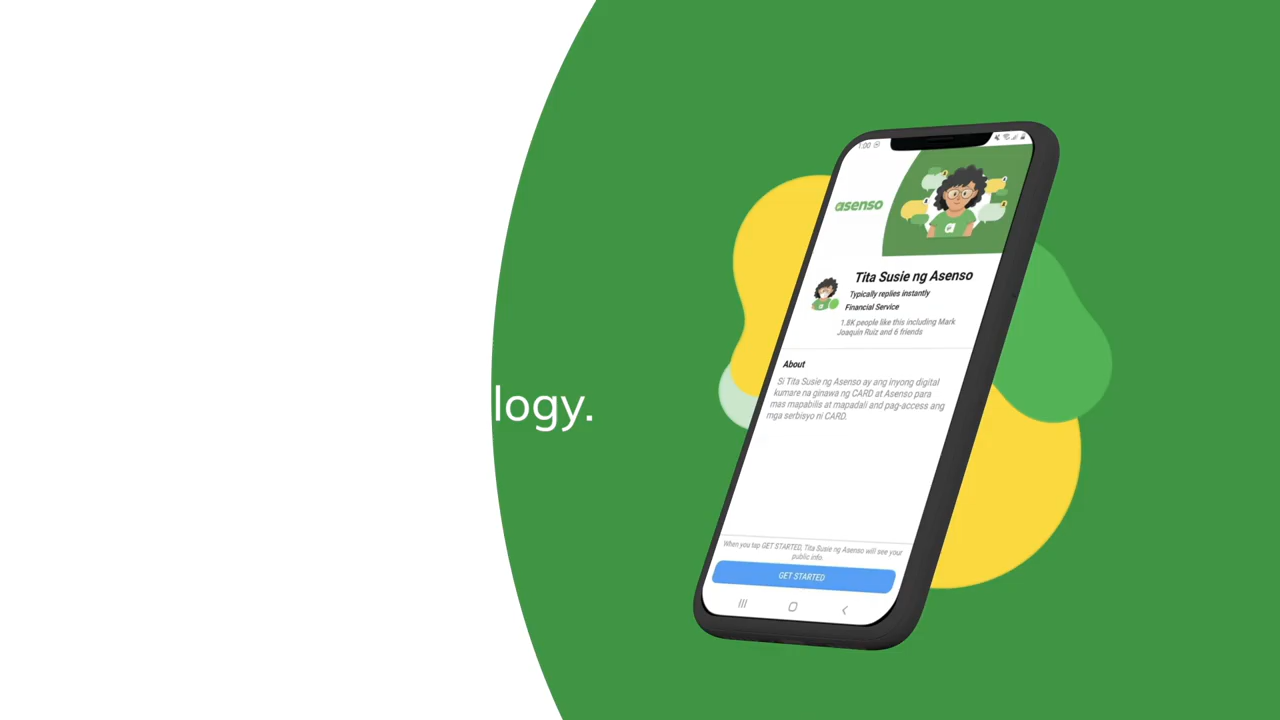 logy.
1:00
asenso
a
Tita Susie ng Asenso
Typically replies instantly
Financial Service
1.8K people like this including Mark
Joaquin Ruiz and 6 friends
About
Si Tita Susie ng Asenso ay ang inyong digital
kumare na ginawa ng CARD at Asenso para
mas mapabilis at mapadali and pag-access ang
mga serbisyo ni CARD.
When you tap GET STARTED, Tita Susie ng Asenso will see your
public info.
GET STARTED